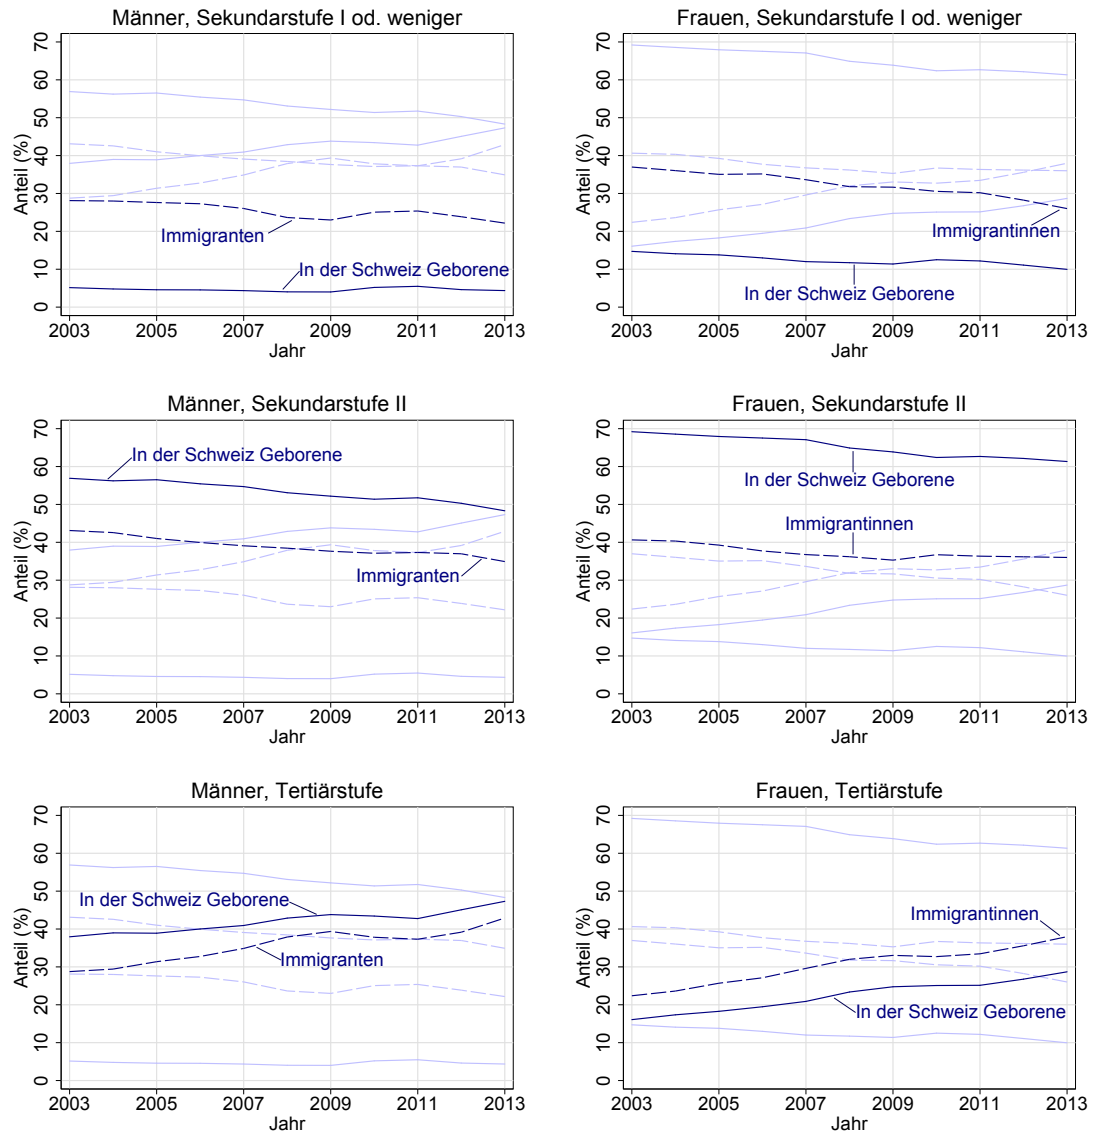 Männer, Sekundarstufe I od. weniger
Anteil (%)
70
60
50
40
30
20
10
0
Immigranten
In der Schweiz Geborene
2003 2005 2007 2009 2011 2013
Jahr
Frauen, Sekundarstufe I od. weniger
Anteil (%)
70
60
50
40
30
20
10
0
Immigrantinnen
In der Schweiz Geborene
2003 2005 2007 2009 2011 2013
Jahr
Männer, Sekundarstufe II
Anteil (%)
70
60
50
40
30
20
10
0
In der Schweiz Geborene
Immigranten
2003 2005 2007 2009 2011 2013
Jahr
Frauen, Sekundarstufe II
Anteil (%)
70
60
50
40
30
20
10
0
In der Schweiz Geborene
Immigrantinnen
2003 2005 2007 2009 2011 2013
Jahr
Männer, Tertiärstufe
Anteil (%)
70
60
50
40
30
20
10
0
In der Schweiz Geborene
Immigranten
2003 2005 2007 2009 2011 2013
Jahr
Frauen, Tertiärstufe
Anteil (%)
70
60
50
40
30
20
10
0
Immigrantinnen
In der Schweiz Geborene
2003 2005 2007 2009 2011 2013
Jahr